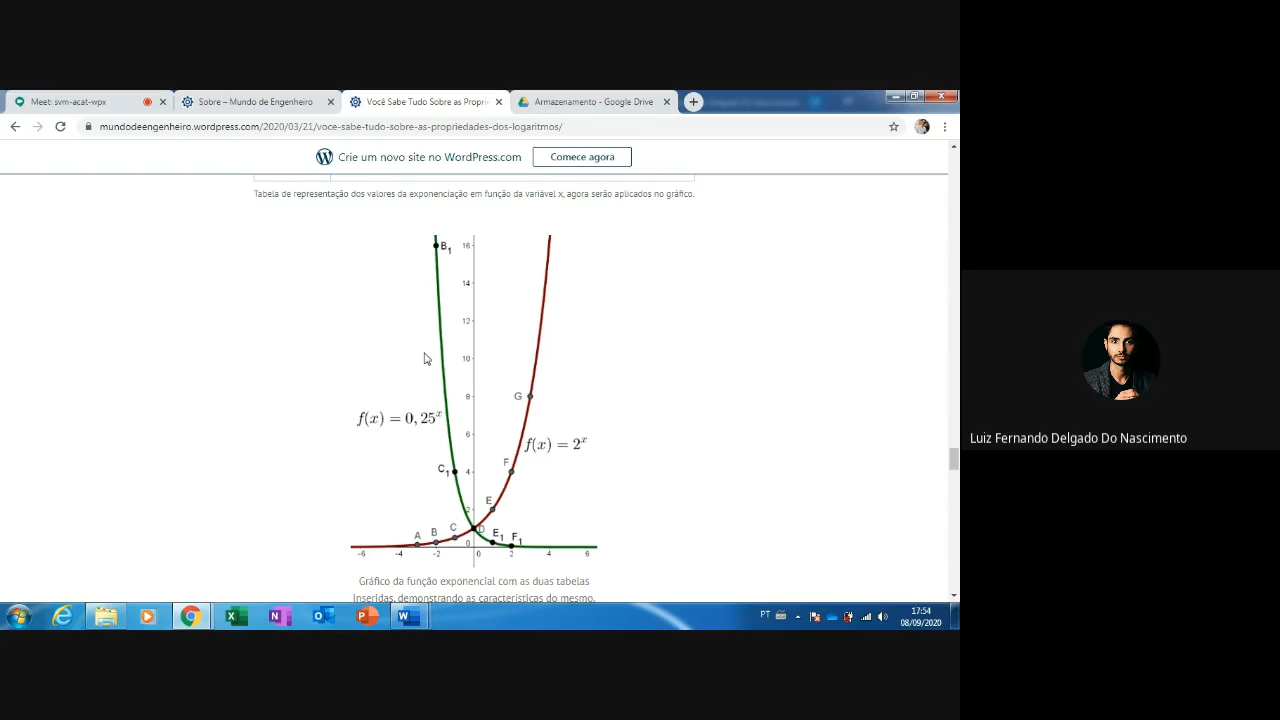 Meet: svm-acat-wpx
Sobre – Mundo de Engenheiro
Você Sabe Tudo Sobre as Propri
Armazenamento - Google Drive
mundodeengenheiro.wordpress.com/2020/03/21/voce-sabe-tudo-sobre-as-propriedades-dos-logaritmos/
Crie um novo site no WordPress.com
Comece agora
Tabela de representação dos valores da exponenciação em função da variável x, agora serão aplicados no gráfico.
B₁ 16
14
12
10
G 8
f(x) = 0,25ˣ
6
f(x) = 2ˣ
F
C₁ 4
E
2
A B C D E₁ F₁
0
−6 −4 −2 0 2 4 6
Gráfico da função exponencial com as duas tabelas
Inseridas, demonstrando as características do mesmo.
Luiz Fernando Delgado Do Nascimento
PT
17:54
08/09/2020